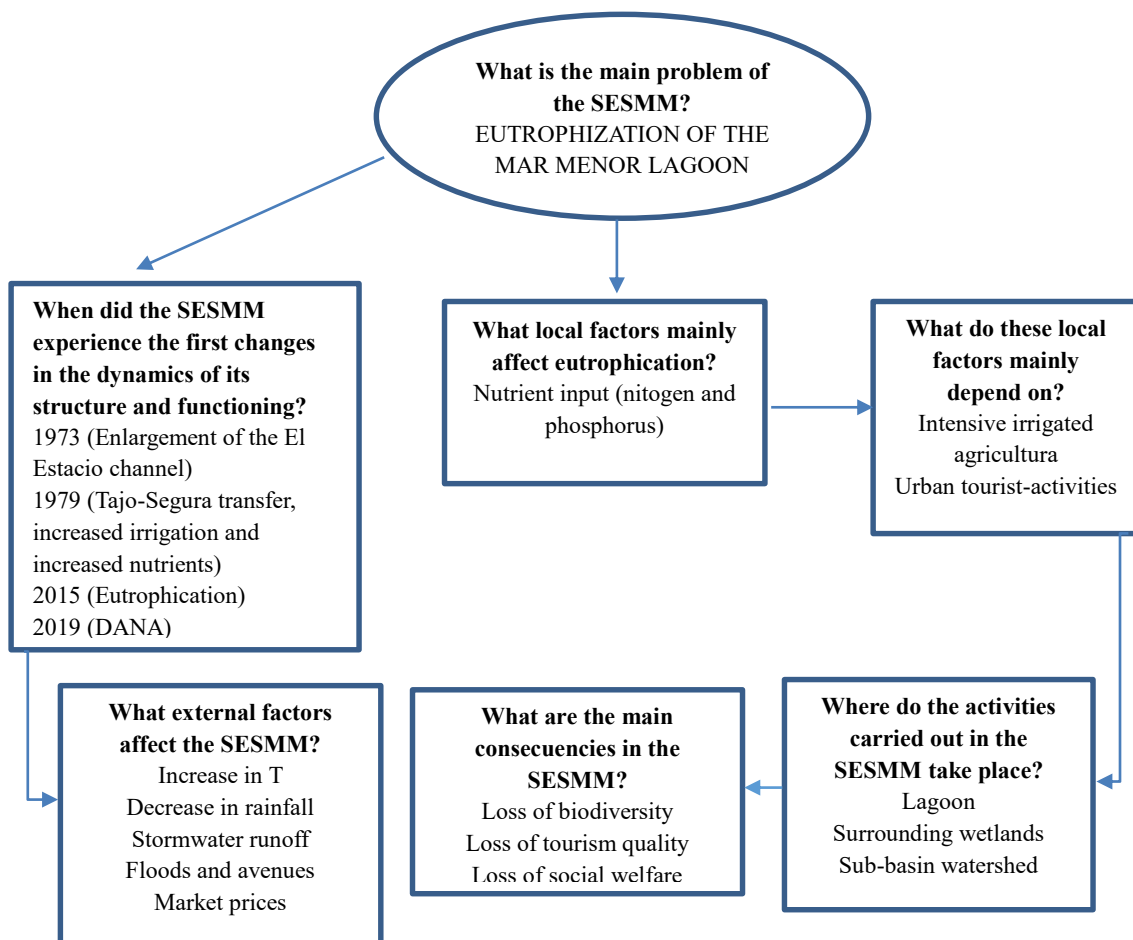 What is the main problem of
the SESMM?
EUTROPHIZATION OF THE
MAR MENOR LAGOON
When did the SESMM
experience the first changes
in the dynamics of its
structure and functioning?
1973 (Enlargement of the El
Estacio channel)
1979 (Tajo-Segura transfer,
increased irrigation and
increased nutrients)
2015 (Eutrophication)
2019 (DANA)
What local factors mainly
affect eutrophication?
Nutrient input (nitogen and
phosphorus)
What do these local
factors mainly
depend on?
Intensive irrigated
agricultura
Urban tourist-activities
What external factors
affect the SESMM?
Increase in T
Decrease in rainfall
Stormwater runoff
Floods and avenues
Market prices
What are the main
consecuencies in the
SESMM?
Loss of biodiversity
Loss of tourism quality
Loss of social welfare
Where do the activities
carried out in the
SESMM take place?
Lagoon
Surrounding wetlands
Sub-basin watershed